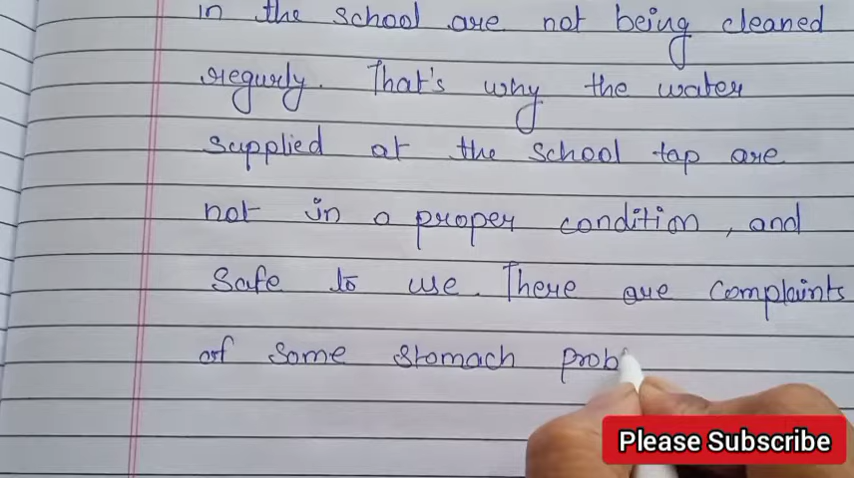 in the school are not being cleaned
regurly. That's why the water
supplied at the school tap are
not in a proper condition, and
safe to use. There are complaints
of some stomach prob
Please Subscribe